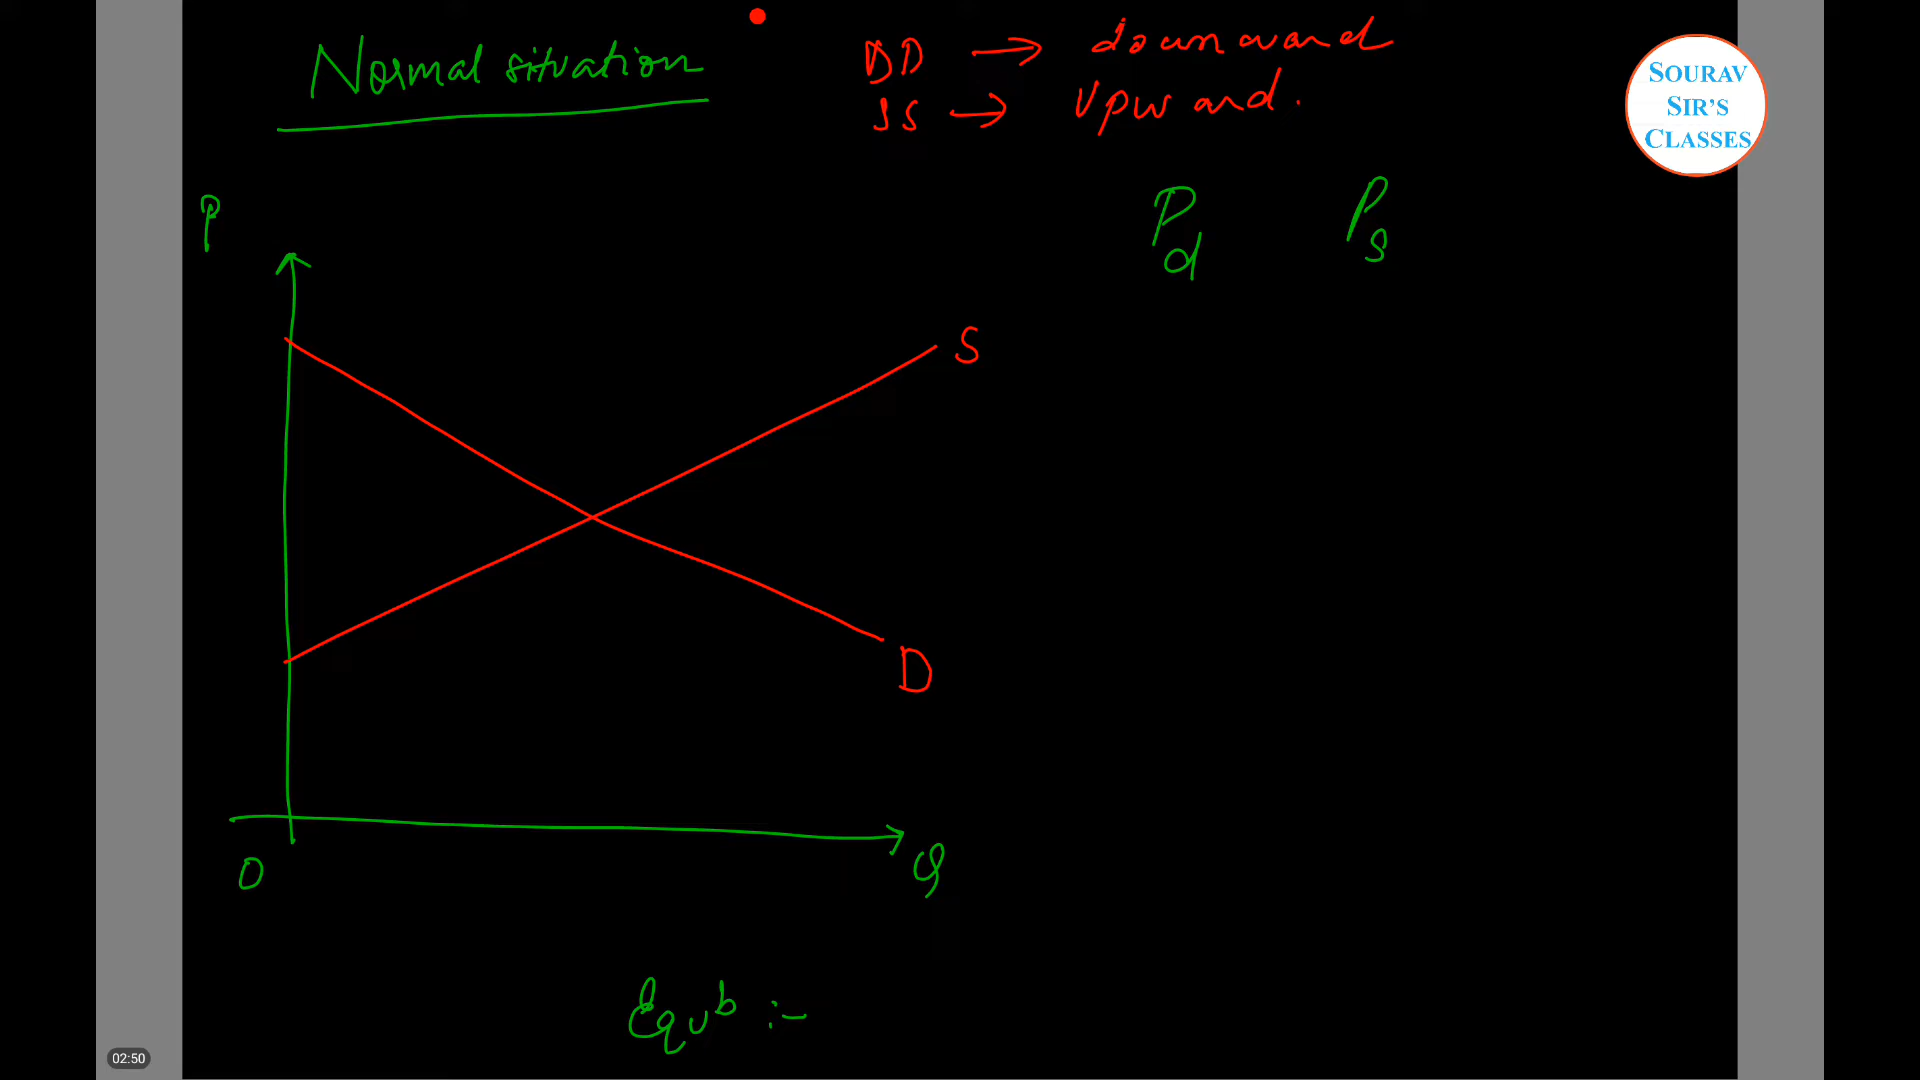 Normal situation
DD → downward
SS → Upward.
SOURAV
SIR'S
CLASSES
P
Pd Ps
S
D
O
Q
Equb :-
02:50